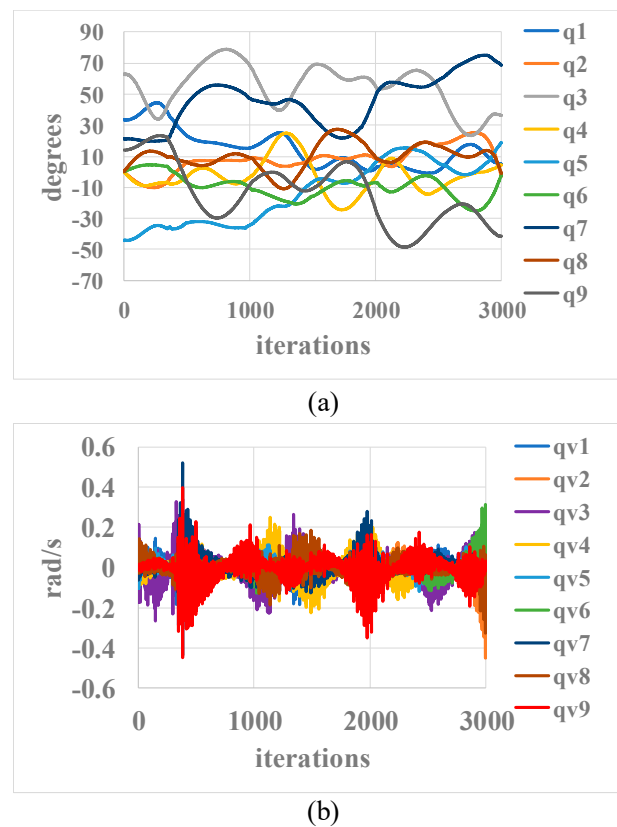 90
70
50
30
10
-10
-30
-50
-70
degrees
0
1000
2000
3000
iterations
q1
q2
q3
q4
q5
q6
q7
q8
q9
(a)
0.6
0.4
0.2
0
-0.2
-0.4
-0.6
rad/s
0
1000
2000
3000
iterations
qv1
qv2
qv3
qv4
qv5
qv6
qv7
qv8
qv9
(b)